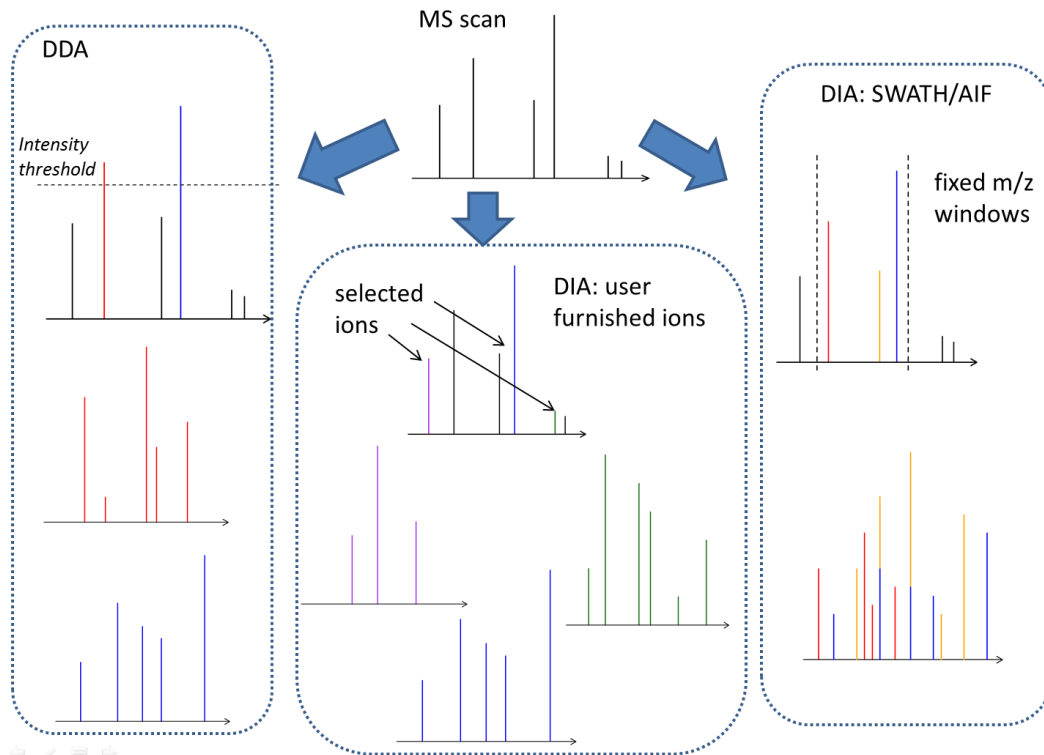 MS scan
DDA
Intensity
threshold
DIA: user
furnished ions
selected
ions
DIA: SWATH/AIF
fixed m/z
windows